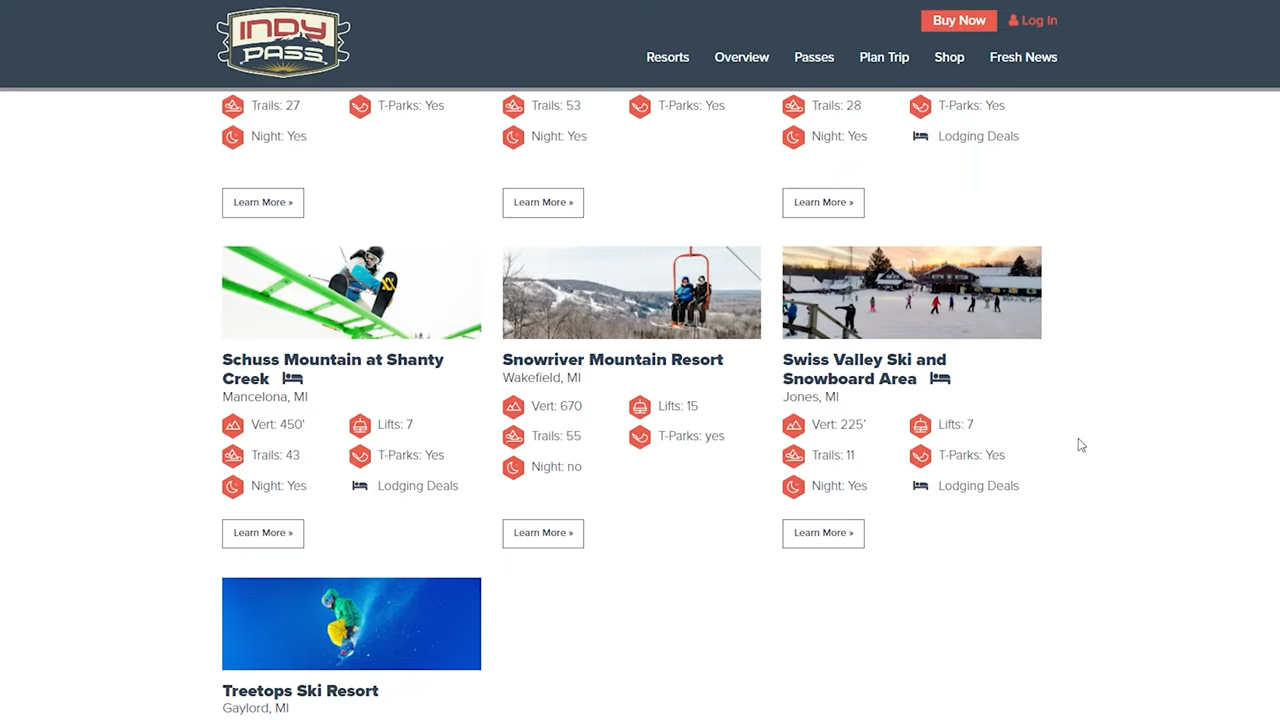 INDY
PASS
Buy Now
Log In
Resorts
Overview
Passes
Plan Trip
Shop
Fresh News
Trails: 27
T-Parks: Yes
Night: Yes
Learn More »
Trails: 53
T-Parks: Yes
Night: Yes
Learn More »
Trails: 28
T-Parks: Yes
Night: Yes
Lodging Deals
Learn More »
Schuss Mountain at Shanty
Creek
Mancelona, MI
Vert: 450'
Lifts: 7
Trails: 43
T-Parks: Yes
Night: Yes
Lodging Deals
Learn More »
Snowriver Mountain Resort
Wakefield, MI
Vert: 670
Lifts: 15
Trails: 55
T-Parks: yes
Night: no
Learn More »
Swiss Valley Ski and
Snowboard Area
Jones, MI
Vert: 225’
Lifts: 7
Trails: 11
T-Parks: Yes
Night: Yes
Lodging Deals
Learn More »
Treetops Ski Resort
Gaylord, MI